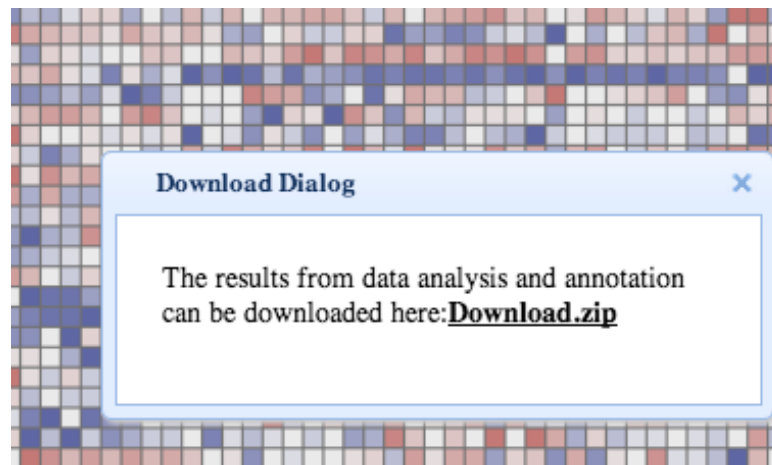 Download Dialog
The results from data analysis and annotation
can be downloaded here:Download.zip